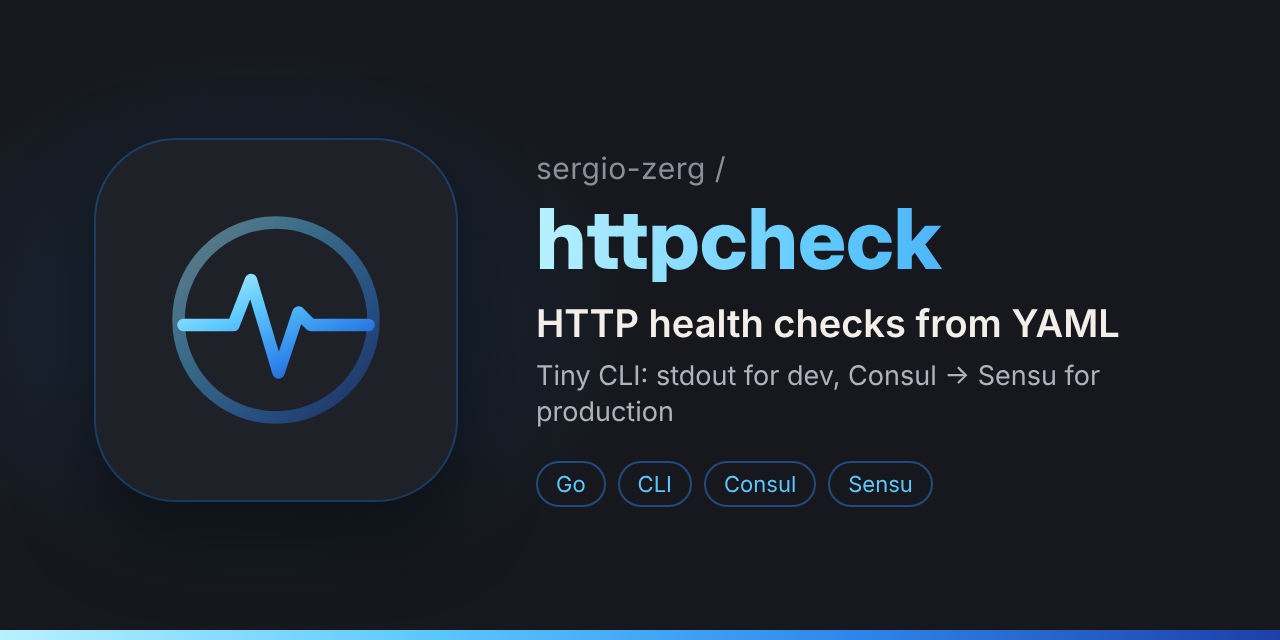 sergio-zerg /
httpcheck
HTTP health checks from YAML
Tiny CLI: stdout for dev, Consul → Sensu for
production
Go CLI Consul Sensu